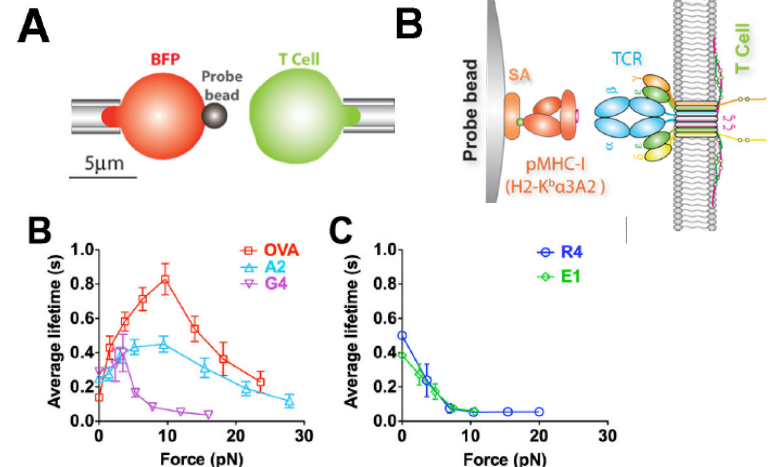 A
BFP
Probe
bead
T Cell
5μm
B
Probe bead
SA
pMHC-I
(H2-Kᵇα3A2 )
TCR
β
α
γ
ε
ε
δ
ζ ζ
T Cell
B
OVA
A2
G4
Average lifetime (s)
1.0
0.8
0.6
0.4
0.2
0.0
0
10
20
30
Force (pN)
C
R4
E1
Average lifetime (s)
1.0
0.8
0.6
0.4
0.2
0.0
0
10
20
30
Force (pN)